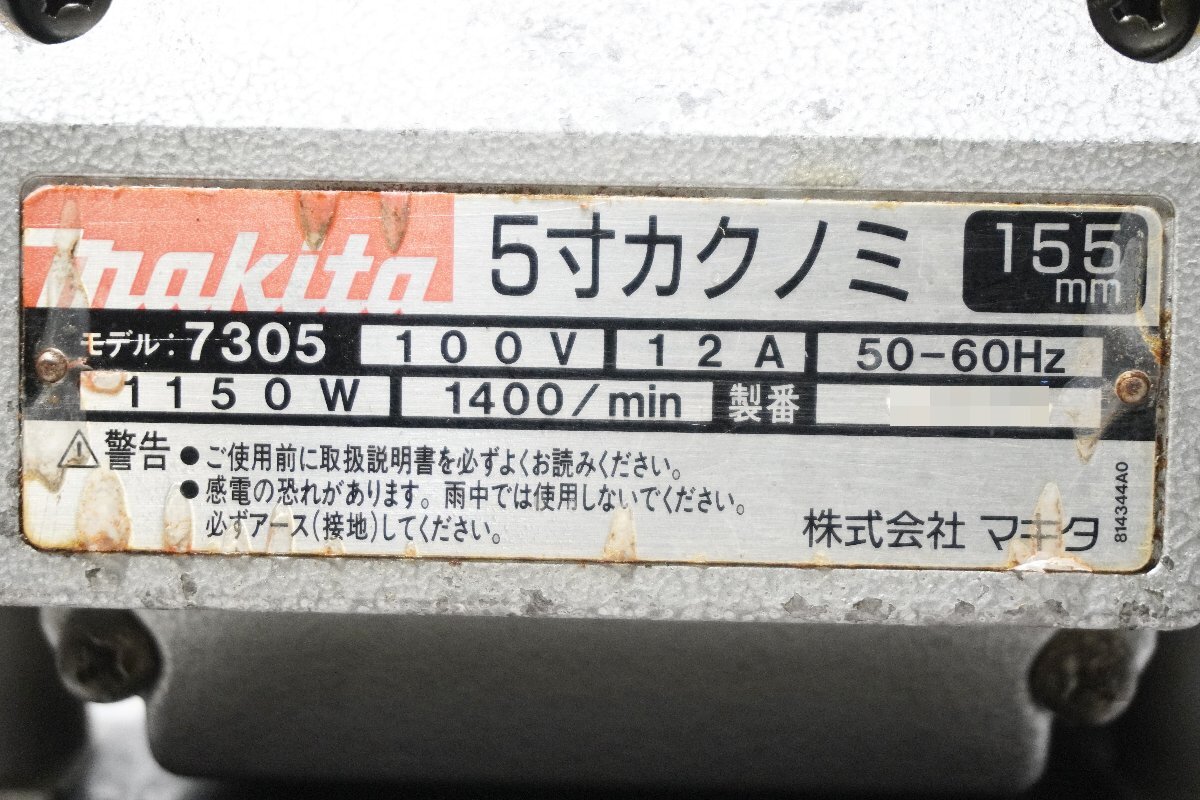 makita 5寸カクノミ 155mm
モデル:7305 100V 12A 50-60Hz
1150W 1400/min 製番
⚠警告 ●ご使用前に取扱説明書を必ずよくお読みください。
●感電の恐れがあります。雨中では使用しないでください。
必ずアース(接地)してください。
株式会社 マキタ
814344A0